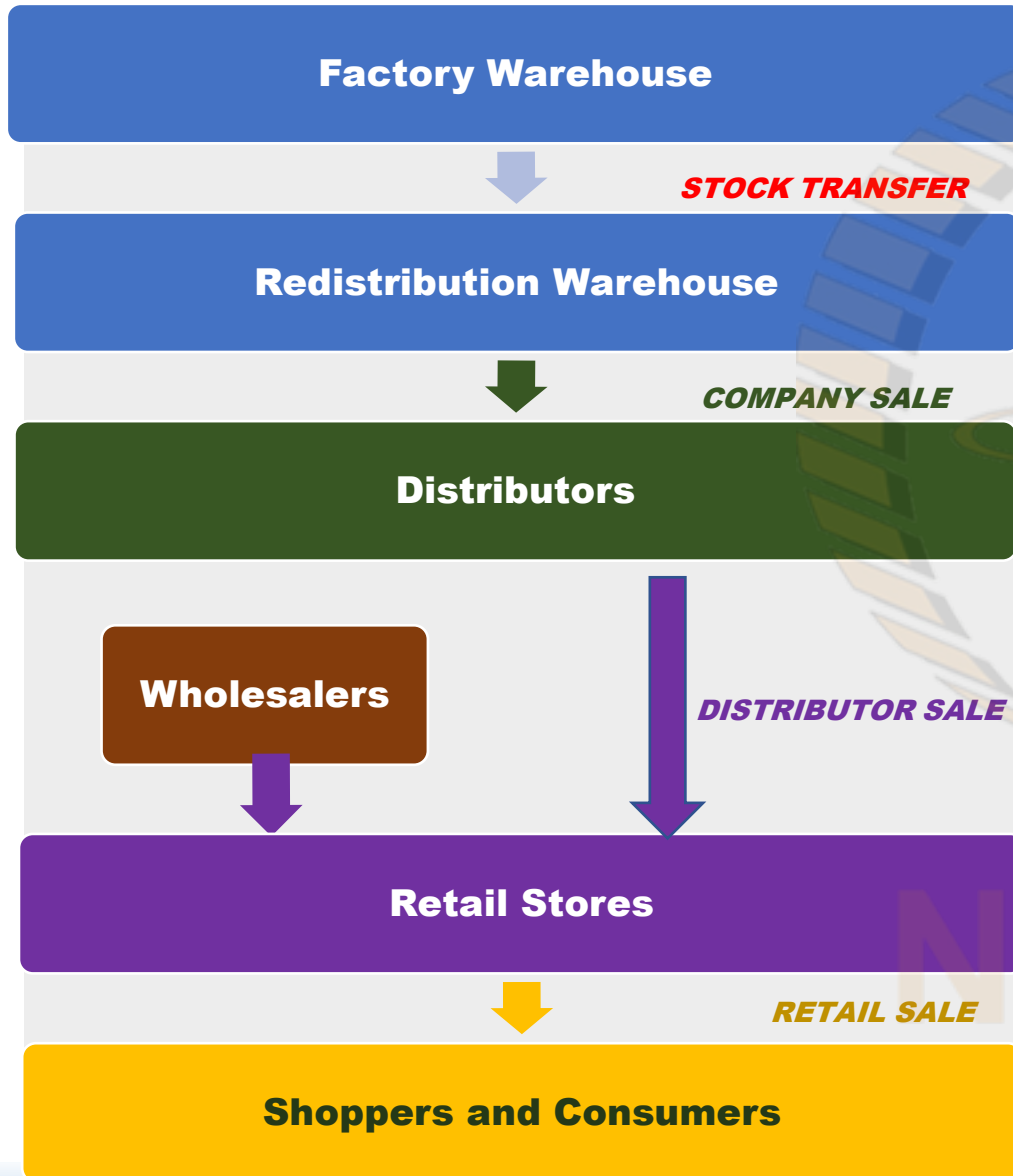 Factory Warehouse
STOCK TRANSFER
Redistribution Warehouse
COMPANY SALE
Distributors
Wholesalers
DISTRIBUTOR SALE
Retail Stores
N
RETAIL SALE
Shoppers and Consumers